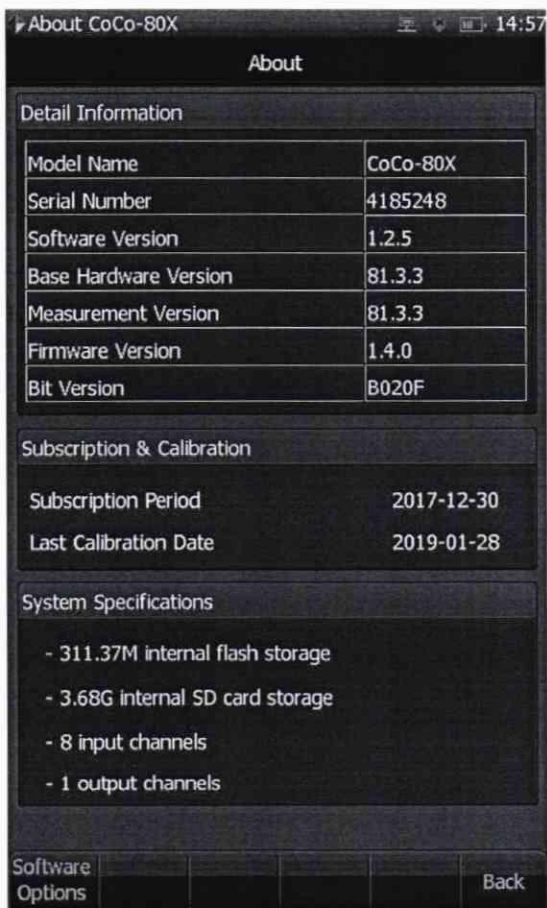 About CoCo-80X 14:57
About
Detail Information
Model Name CoCo-80X
Serial Number 4185248
Software Version 1.2.5
Base Hardware Version 81.3.3
Measurement Version 81.3.3
Firmware Version 1.4.0
Bit Version B020F
Subscription & Calibration
Subscription Period 2017-12-30
Last Calibration Date 2019-01-28
System Specifications
- 311.37M internal flash storage
- 3.68G internal SD card storage
- 8 input channels
- 1 output channels
Software
Options Back